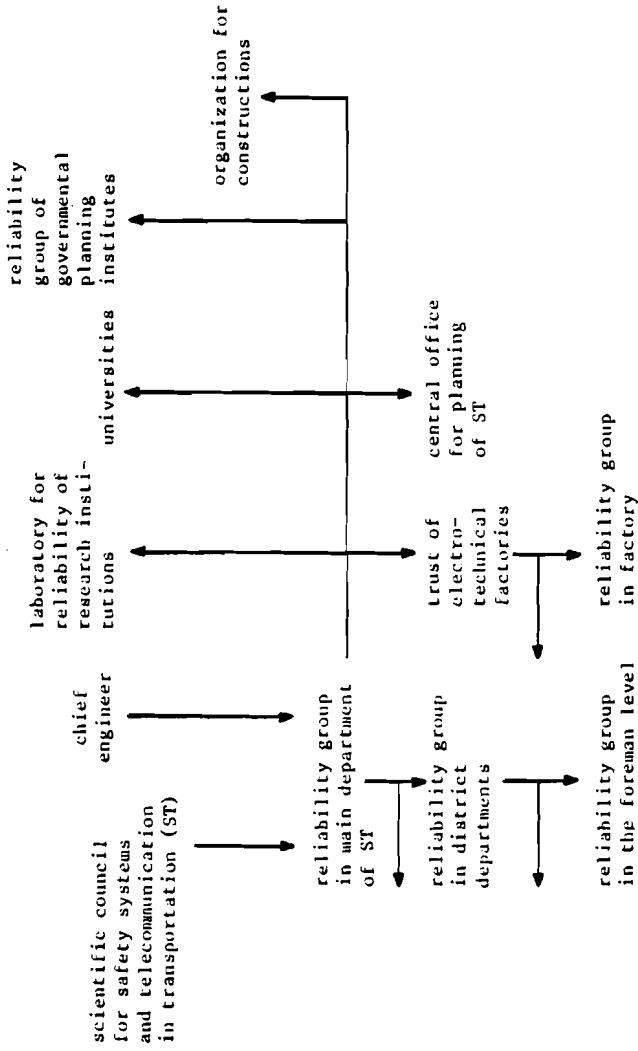 scientific council
for safety systems
and telecommunication
in transportation (ST)
chief
engineer
laboratory for
reliability of
research insti-
tutions
universities
reliability
group of
governmental
planning
institutes
organization for
constructions
reliability group
in main department
of ST
reliability group
in district
departments
trust of
electro-
technical
factories
central office
for planning
of ST
reliability group
in the foreman level
reliability group
in factory